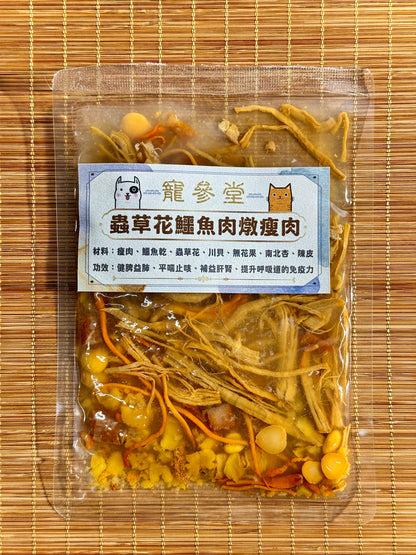 寵參堂
蟲草花鱷魚肉燉瘦肉
材料：瘦肉、鱷魚乾、蟲草花、川貝、無花果、南北杏、陳皮
功效：健脾益肺、平喘止咳、補益肝腎、提升呼吸道的免疫力